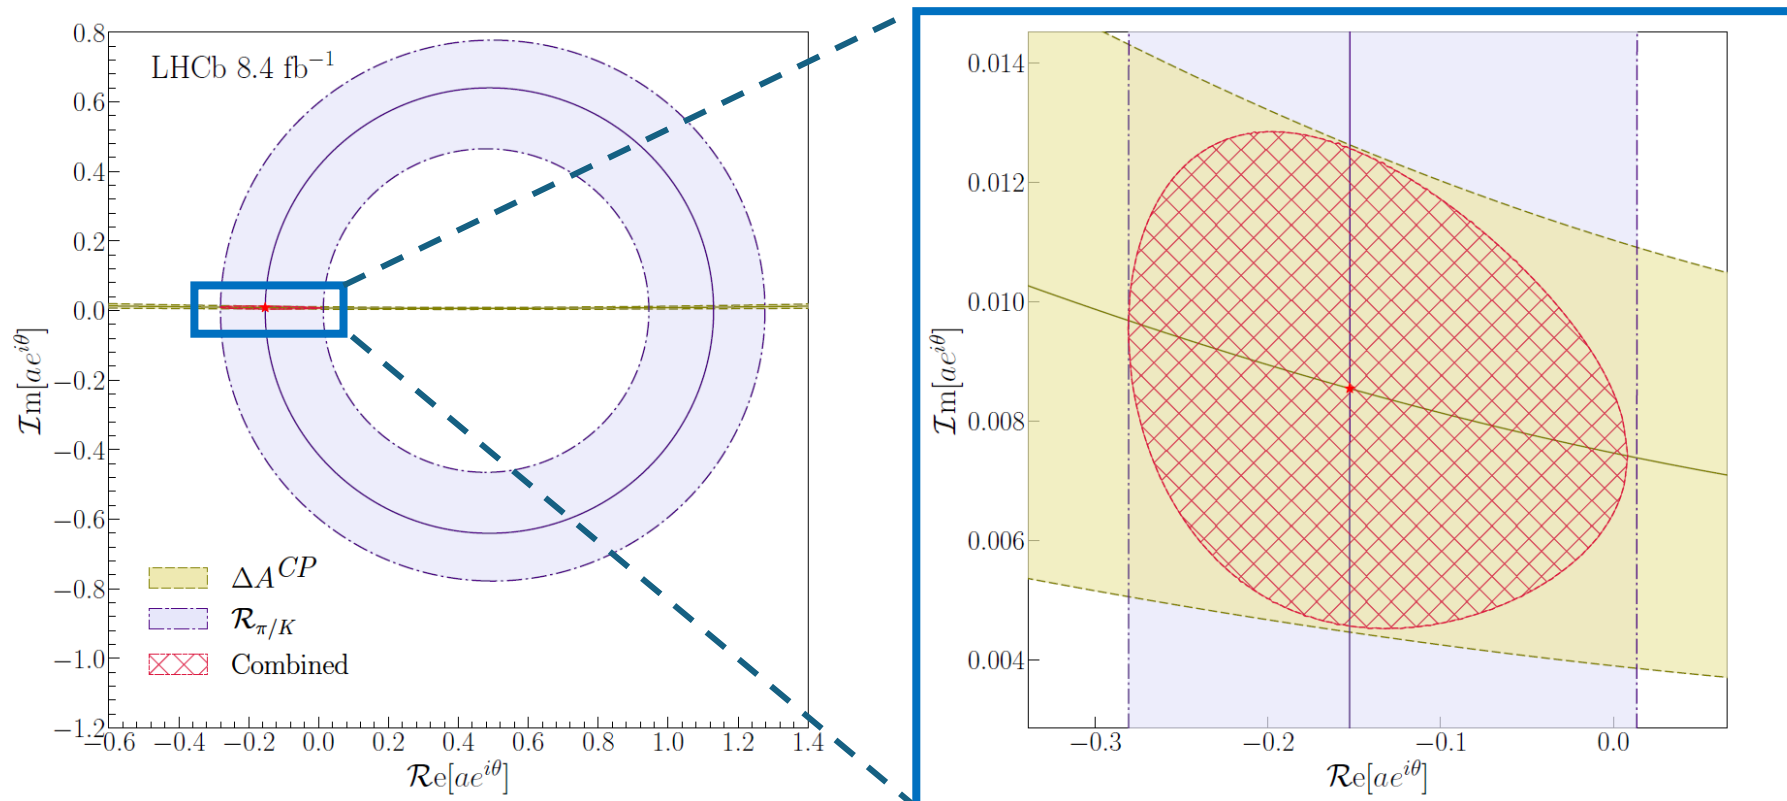 LHCb 8.4 fb⁻¹
0.8
0.6
0.4
0.2
0.0
−0.2
−0.4
−0.6
−0.8
−1.0
−1.2
ℐm[ae^{iθ}]
ΔA^{CP}
ℛ_{π/K}
Combined
−0.6 −0.4 −0.2 0.0 0.2 0.4 0.6 0.8 1.0 1.2 1.4
ℛe[ae^{iθ}]
0.014
0.012
0.010
0.008
0.006
0.004
ℐm[ae^{iθ}]
−0.3 −0.2 −0.1 0.0
ℛe[ae^{iθ}]